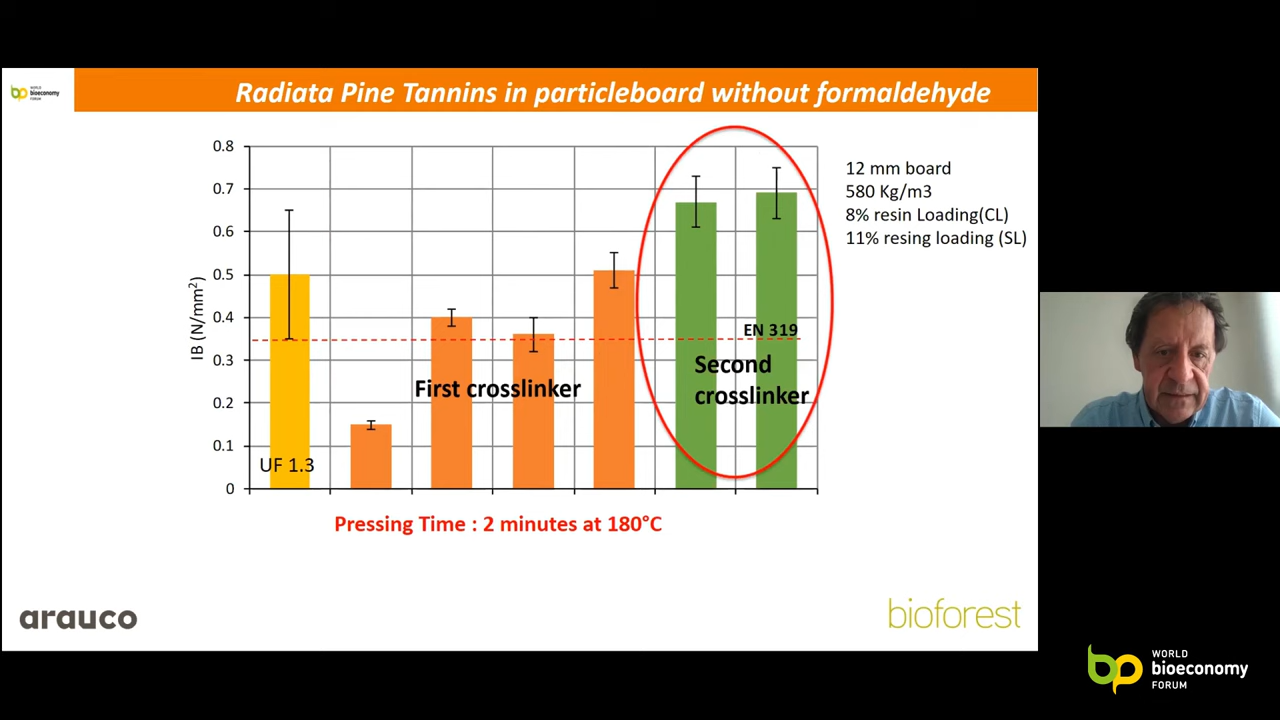 WORLD
bioeconomy
FORUM
Radiata Pine Tannins in particleboard without formaldehyde
0.8
0.7
0.6
0.5
0.4
0.3
0.2
0.1
0
IB (N/mm2)
UF 1.3
First crosslinker
EN 319
Second
crosslinker
12 mm board
580 Kg/m3
8% resin Loading(CL)
11% resing loading (SL)
Pressing Time : 2 minutes at 180°C
arauco
bioforest
WORLD
bioeconomy
FORUM